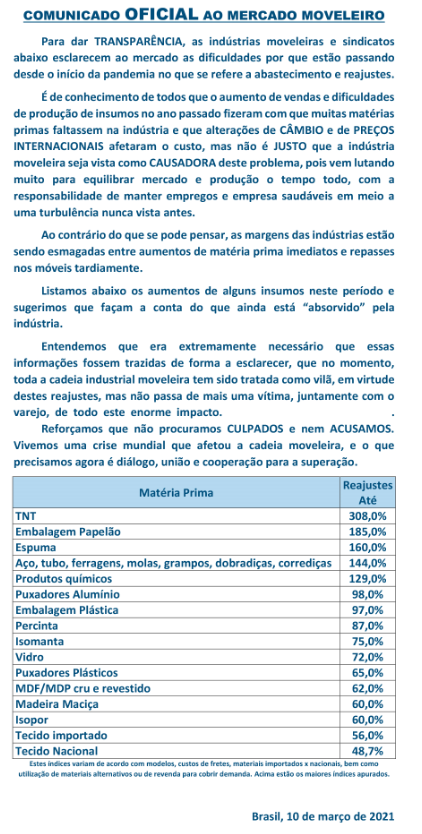 COMUNICADO OFICIAL AO MERCADO MOVELEIRO
Para dar TRANSPARÊNCIA, as indústrias moveleiras e sindicatos
abaixo esclarecem ao mercado as dificuldades por que estão passando
desde o início da pandemia no que se refere a abastecimento e reajustes.
É de conhecimento de todos que o aumento de vendas e dificuldades
de produção de insumos no ano passado fizeram com que muitas matérias
primas faltassem na indústria e que alterações de CÂMBIO e de PREÇOS
INTERNACIONAIS afetaram o custo, mas não é JUSTO que a indústria
moveleira seja vista como CAUSADORA deste problema, pois vem lutando
muito para equilibrar mercado e produção o tempo todo, com a
responsabilidade de manter empregos e empresa saudáveis em meio a
uma turbulência nunca vista antes.
Ao contrário do que se pode pensar, as margens das indústrias estão
sendo esmagadas entre aumentos de matéria prima imediatos e repasses
nos móveis tardiamente.
Listamos abaixo os aumentos de alguns insumos neste período e
sugerimos que façam a conta do que ainda está “absorvido” pela
indústria.
Entendemos que era extremamente necessário que essas
informações fossem trazidas de forma a esclarecer, que no momento,
toda a cadeia industrial moveleira tem sido tratada como vilã, em virtude
destes reajustes, mas não passa de mais uma vítima, juntamente com o
varejo, de todo este enorme impacto. .
Reforçamos que não procuramos CULPADOS e nem ACUSAMOS.
Vivemos uma crise mundial que afetou a cadeia moveleira, e o que
precisamos agora é diálogo, união e cooperação para a superação.
Matéria Prima Reajustes Até
TNT 308,0%
Embalagem Papelão 185,0%
Espuma 160,0%
Aço, tubo, ferragens, molas, grampos, dobradiças, corrediças 144,0%
Produtos químicos 129,0%
Puxadores Alumínio 98,0%
Embalagem Plástica 97,0%
Percinta 87,0%
Isomanta 75,0%
Vidro 72,0%
Puxadores Plásticos 65,0%
MDF/MDP cru e revestido 62,0%
Madeira Maciça 60,0%
Isopor 60,0%
Tecido importado 56,0%
Tecido Nacional 48,7%
Estes índices variam de acordo com modelos, custos de fretes, materiais importados x nacionais, bem como
utilização de materiais alternativos ou de revenda para cobrir demanda. Acima estão os maiores índices apurados.
Brasil, 10 de março de 2021